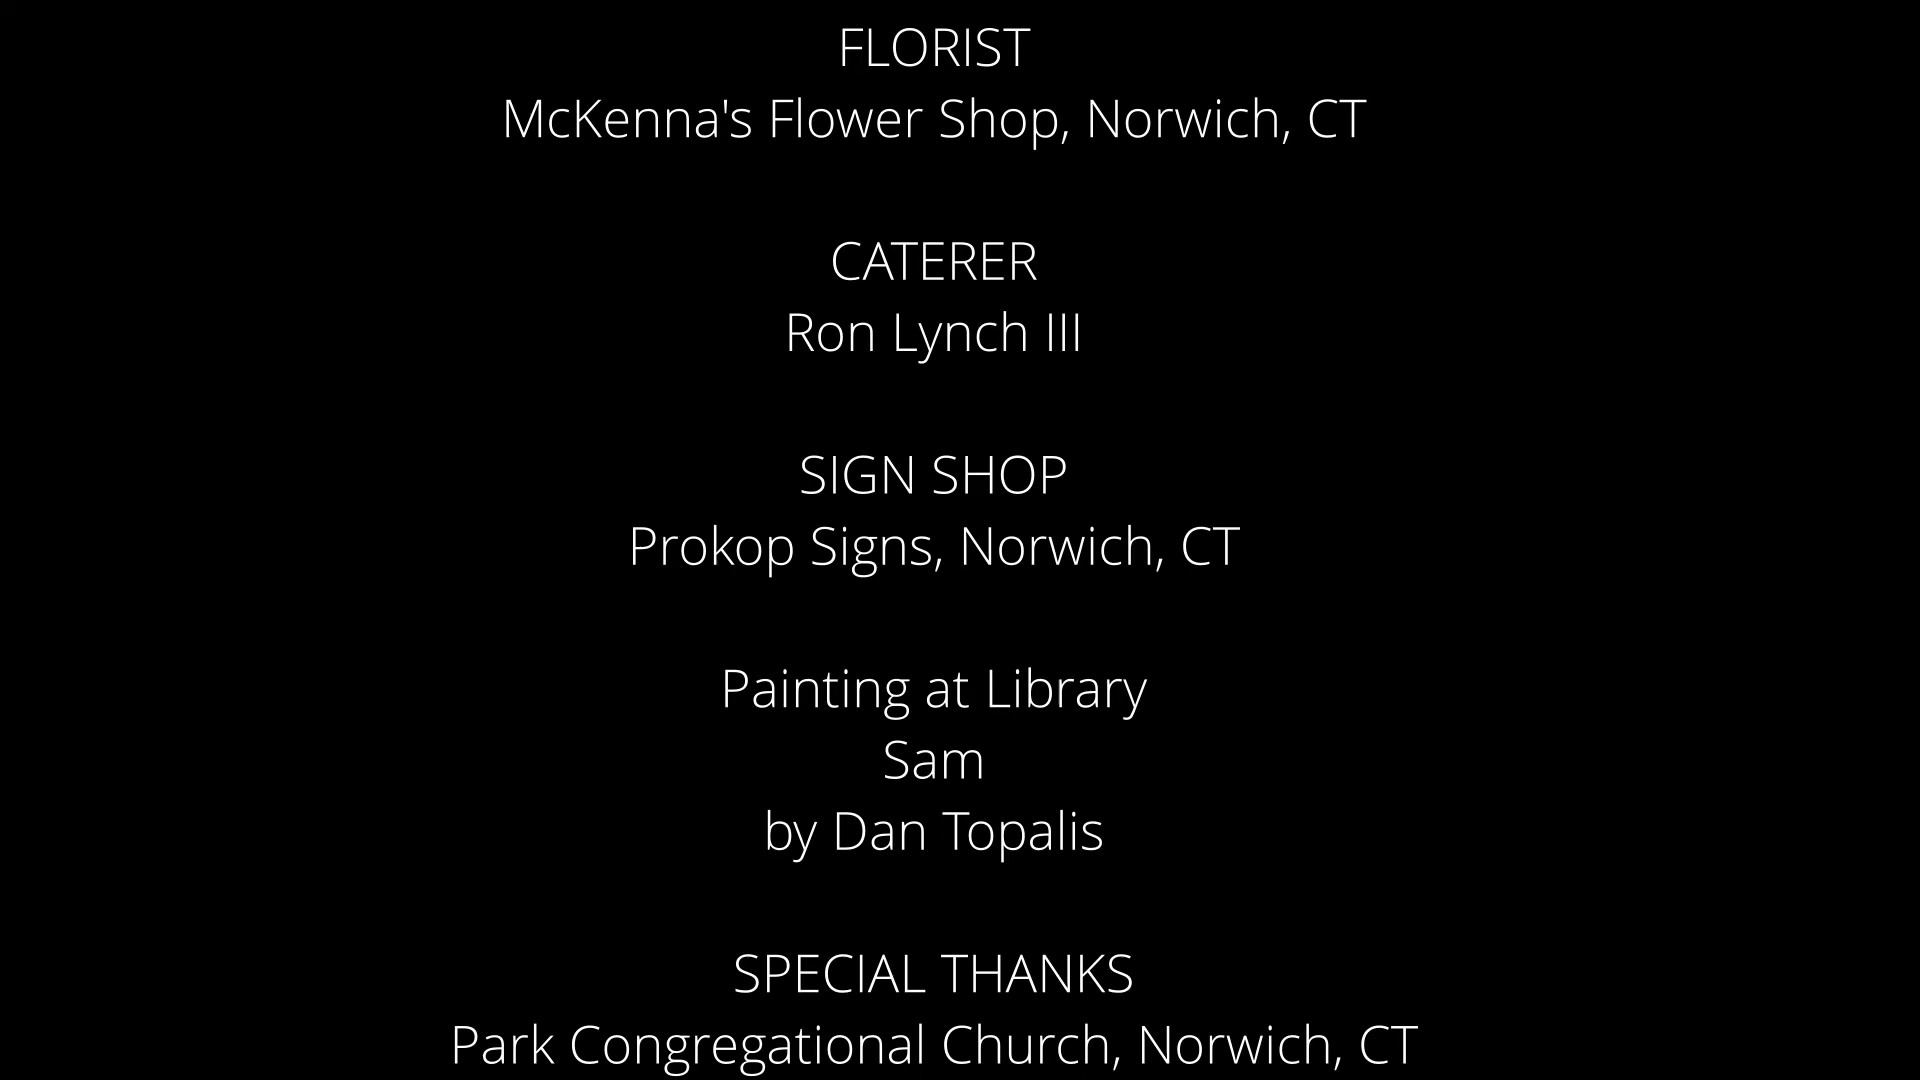 FLORIST
McKenna's Flower Shop, Norwich, CT
CATERER
Ron Lynch III
SIGN SHOP
Prokop Signs, Norwich, CT
Painting at Library
Sam
by Dan Topalis
SPECIAL THANKS
Park Congregational Church, Norwich, CT